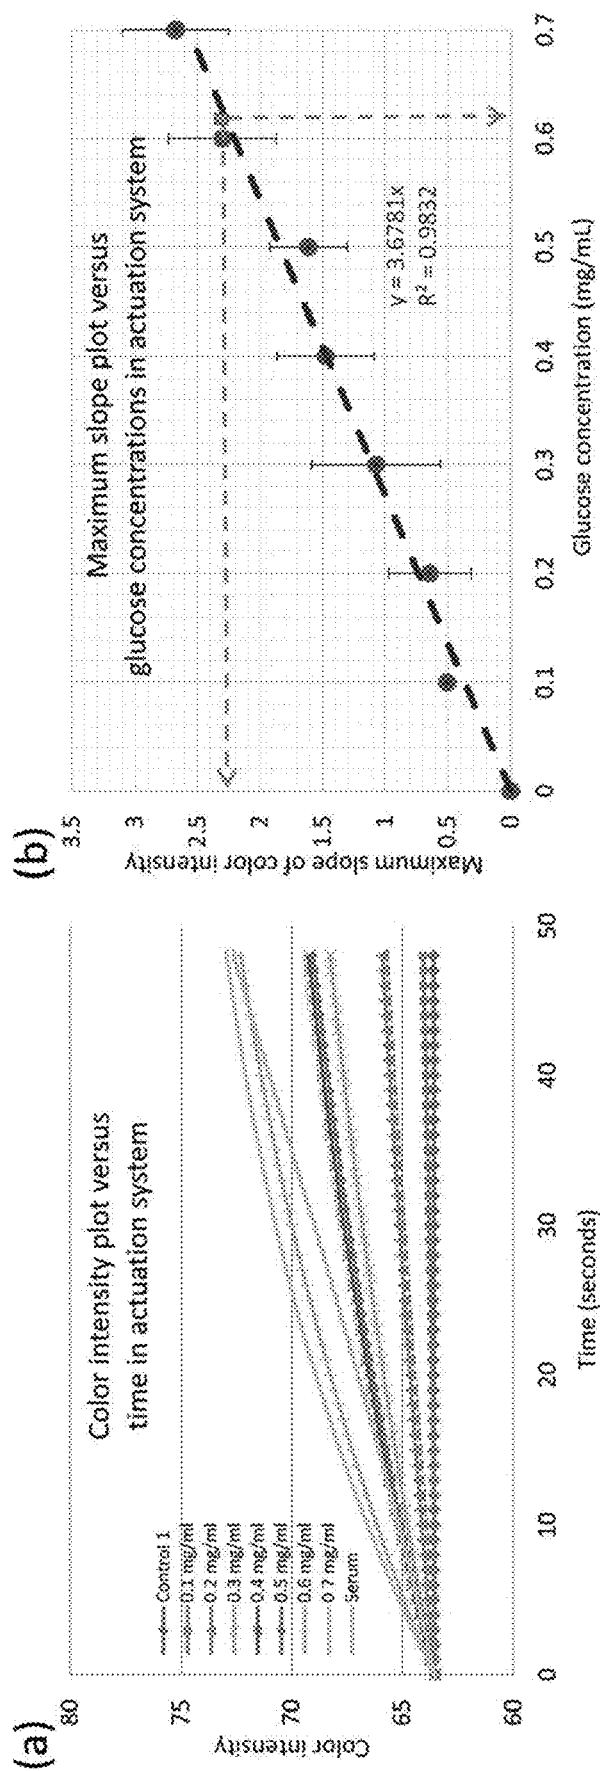 (a)
Color intensity plot versus
time in actuation system
80
75
70
65
60
Color intensity
Control 1
0.1 mg/ml
0.2 mg/ml
0.3 mg/ml
0.4 mg/ml
0.5 mg/ml
0.6 mg/ml
0.7 mg/ml
Serum
0 10 20 30 40 50
Time (seconds)
(b)
Maximum slope plot versus
glucose concentrations in actuation system
3.5
3
2.5
2
1.5
1
0.5
0
Maximum slope of color intensity
y = 3.6781x
R² = 0.9832
0 0.1 0.2 0.3 0.4 0.5 0.6 0.7
Glucose concentration (mg/mL)